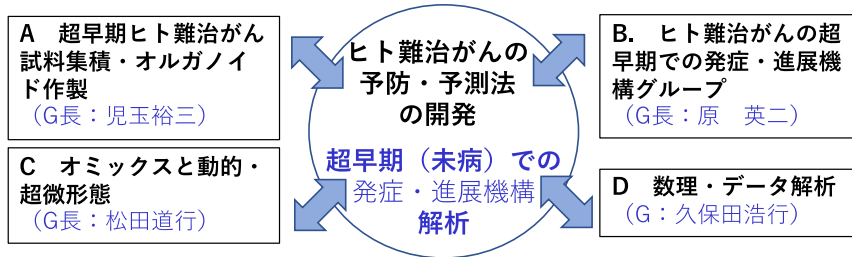 A　超早期ヒト難治がん
試料集積・オルガノイ
ド作製
（G長：児玉裕三）
C　オミックスと動的・
超微形態
（G長：松田道行）
ヒト難治がんの
予防・予測法
の開発
超早期（未病）での
発症・進展機構
解析
B.　ヒト難治がんの超
早期での発症・進展機
構グループ
（G長：原　英二）
D　数理・データ解析
（G：久保田浩行）